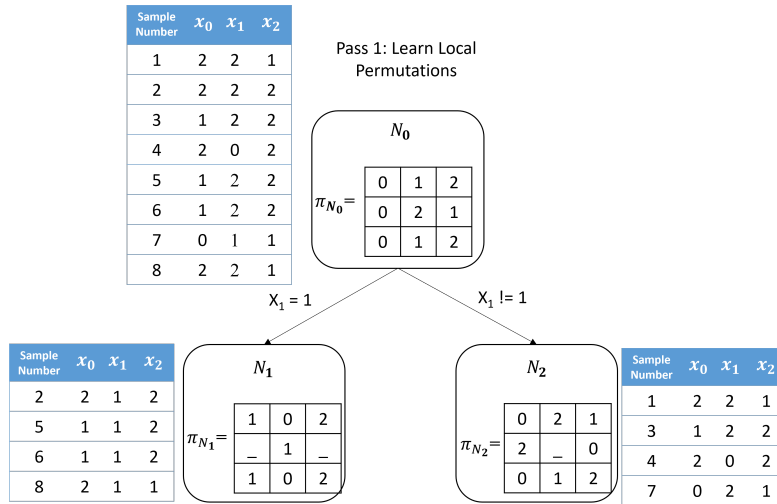 Sample Number x₀ x₁ x₂
1 2 2 1
2 2 2 2
3 1 2 2
4 2 0 2
5 1 2 2
6 1 2 2
7 0 1 1
8 2 2 1
Pass 1: Learn Local
Permutations
N₀
π_N₀=
0 1 2
0 2 1
0 1 2
X₁ = 1
X₁ != 1
Sample Number x₀ x₁ x₂
2 2 1 2
5 1 1 2
6 1 1 2
8 2 1 1
N₁
π_N₁=
1 0 2
_ 1 _
1 0 2
N₂
π_N₂=
0 2 1
2 _ 0
0 1 2
Sample Number x₀ x₁ x₂
1 2 2 1
3 1 2 2
4 2 0 2
7 0 2 1